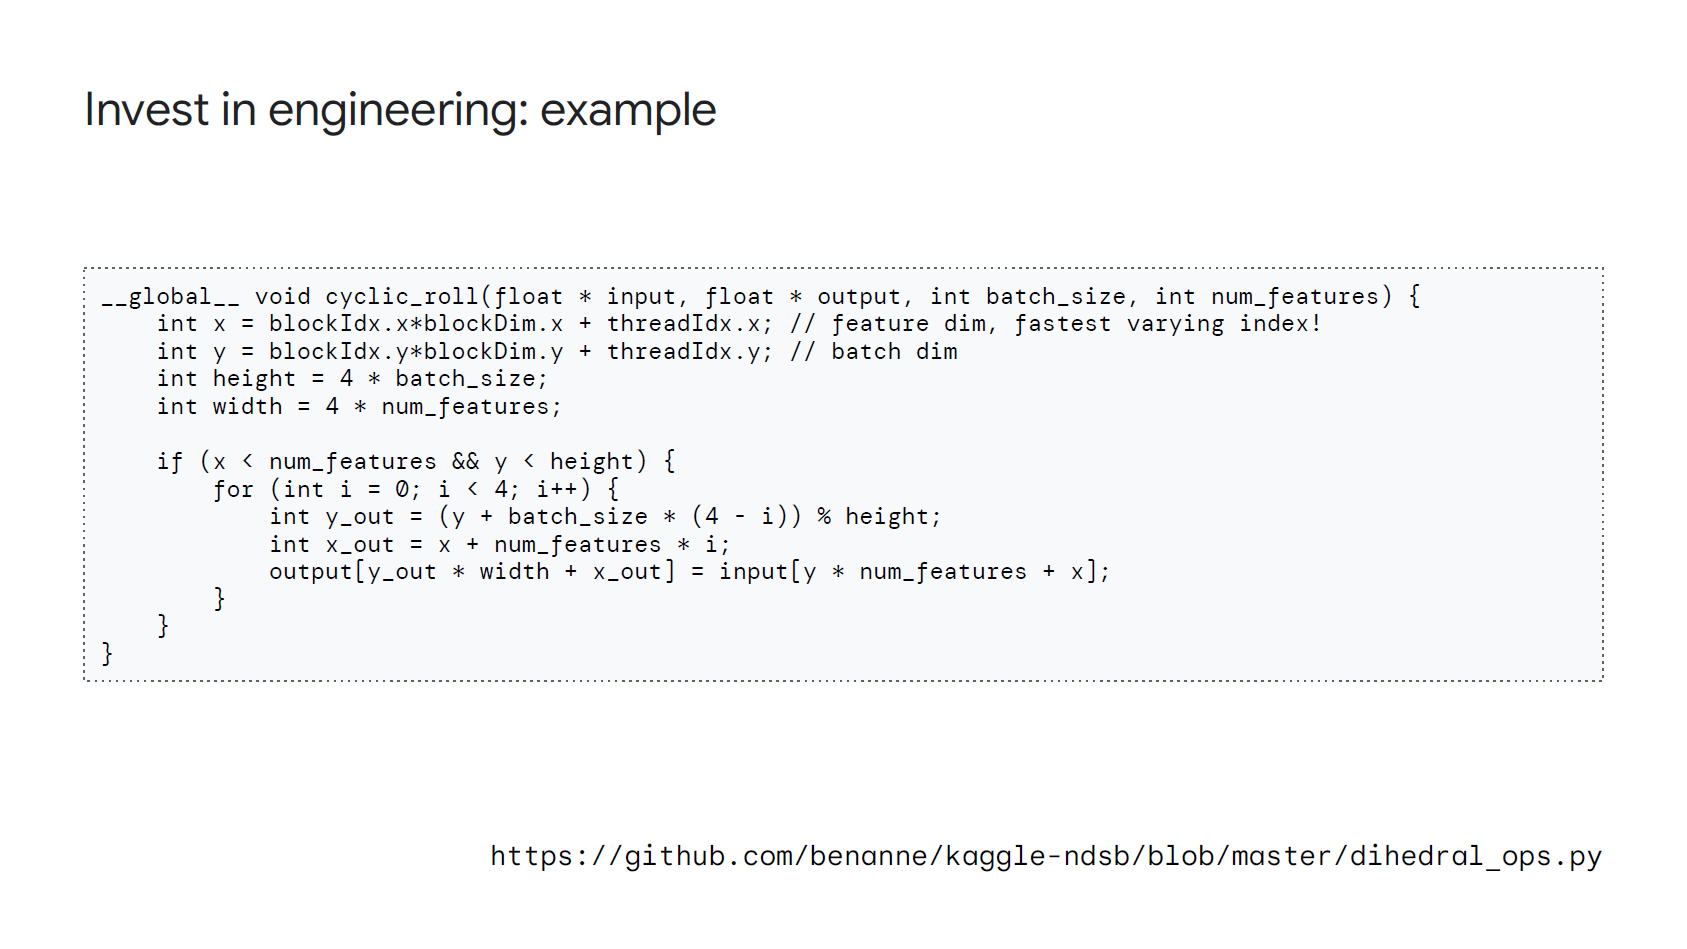 Invest in engineering: example
__global__ void cyclic_roll(float * input, float * output, int batch_size, int num_features) {
    int x = blockIdx.x*blockDim.x + threadIdx.x; // feature dim, fastest varying index!
    int y = blockIdx.y*blockDim.y + threadIdx.y; // batch dim
    int height = 4 * batch_size;
    int width = 4 * num_features;

    if (x < num_features && y < height) {
        for (int i = 0; i < 4; i++) {
            int y_out = (y + batch_size * (4 - i)) % height;
            int x_out = x + num_features * i;
            output[y_out * width + x_out] = input[y * num_features + x];
        }
    }
}
https://github.com/benanne/kaggle-ndsb/blob/master/dihedral_ops.py